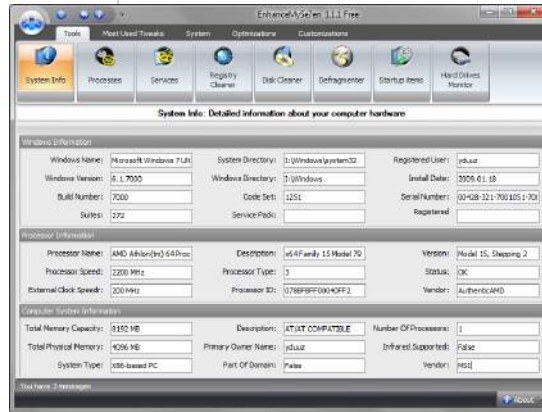 EnhanceMySe7en 1.1.1 Free
Tools Most Used Tweaks System Optimizations Customizations
System Info Processes Services Registry Cleaner Disk Cleaner Defragmenter Startup Items Hard Drives Monitor
System Info: Detailed information about your computer hardware
Windows Information
Windows Name: Microsoft Windows 7 Ult System Directory: I:\Windows\system32 Registered User: yduuz
Windows Version: 6.1.7000 Windows Directory: I:\Windows Install Date: 2009.01.18
Build Number: 7000 Code Set: 1251 Serial Number:
Suites: 272 Service Pack: Registered
Processor Information
Processor Name: AMD Athlon(tm) 64 Proc Description: x64 Family 15 Model 79 Version: Model 15, Stepping 2
Processor Speed: 2200 MHz Processor Type: 3 Status: OK
External Clock Speed: 200 MHz Processor ID: 078BFBFF00040FF2 Vendor: AuthenticAMD
Computer System Information
Total Memory Capacity: 8192 MB Description: AT/AT COMPATIBLE Number Of Processors: 1
Total Physical Memory: 4096 MB Primary Owner Name: yduuz Infrared Supported: False
System Type: X86-based PC Part Of Domain: False Vendor: MSI
You have 2 messages
About